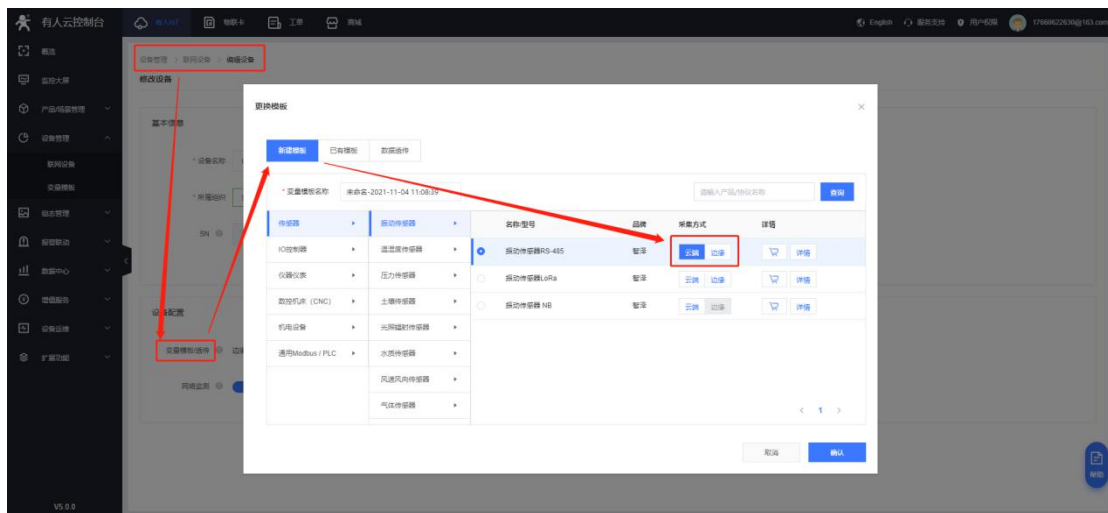 有人云控制台
有人IoT 物联卡 工单 商城
English 服务支持 用户权限 17669622630@163.com
概览
监控大屏
产品/场景管理
设备管理
联网设备
变量模板
组态管理
报警联动
数据中心
增值服务
设备运维
扩展功能
V5.0.0
设备管理 > 联网设备 > 编辑设备
修改设备
基本信息
* 设备名称
* 所属组织
SN
设备配置
变量模板/透传
网络监测
更换模板
新建模板 已有模板 数据透传
* 变量模板名称 未命名-2021-11-04 11:08:39 请输入产品/协议名称 查询
传感器 振动传感器 名称/型号 品牌 采集方式 详情
IO控制器 温湿度传感器 振动传感器RS-485 智泽 云端 边缘 详情
仪器仪表 压力传感器 振动传感器LoRa 智泽 云端 边缘 详情
数控机床（CNC） 土壤传感器 振动传感器 NB 智泽 云端 边缘 详情
机电设备 光照辐射传感器
通用Modbus / PLC 水质传感器
风速风向传感器
气体传感器
< 1 >
取消 确认
帮助